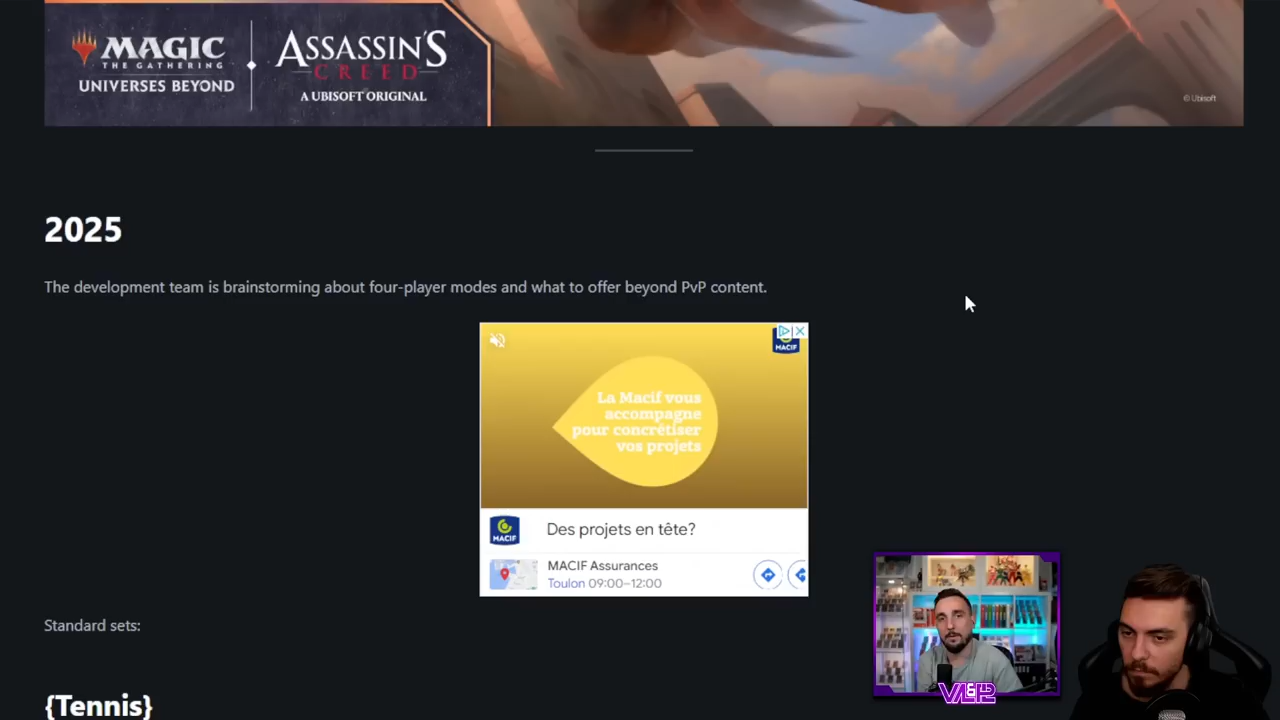 MAGIC
THE GATHERING
UNIVERSES BEYOND
ASSASSIN'S
CREED
A UBISOFT ORIGINAL
© Ubisoft
2025
The development team is brainstorming about four-player modes and what to offer beyond PvP content.
MACIF
La Macif vous
accompagne
pour concrétiser
vos projets
MACIF
Des projets en tête?
MACIF Assurances
Toulon 09:00–12:00
Standard sets:
{Tennis}